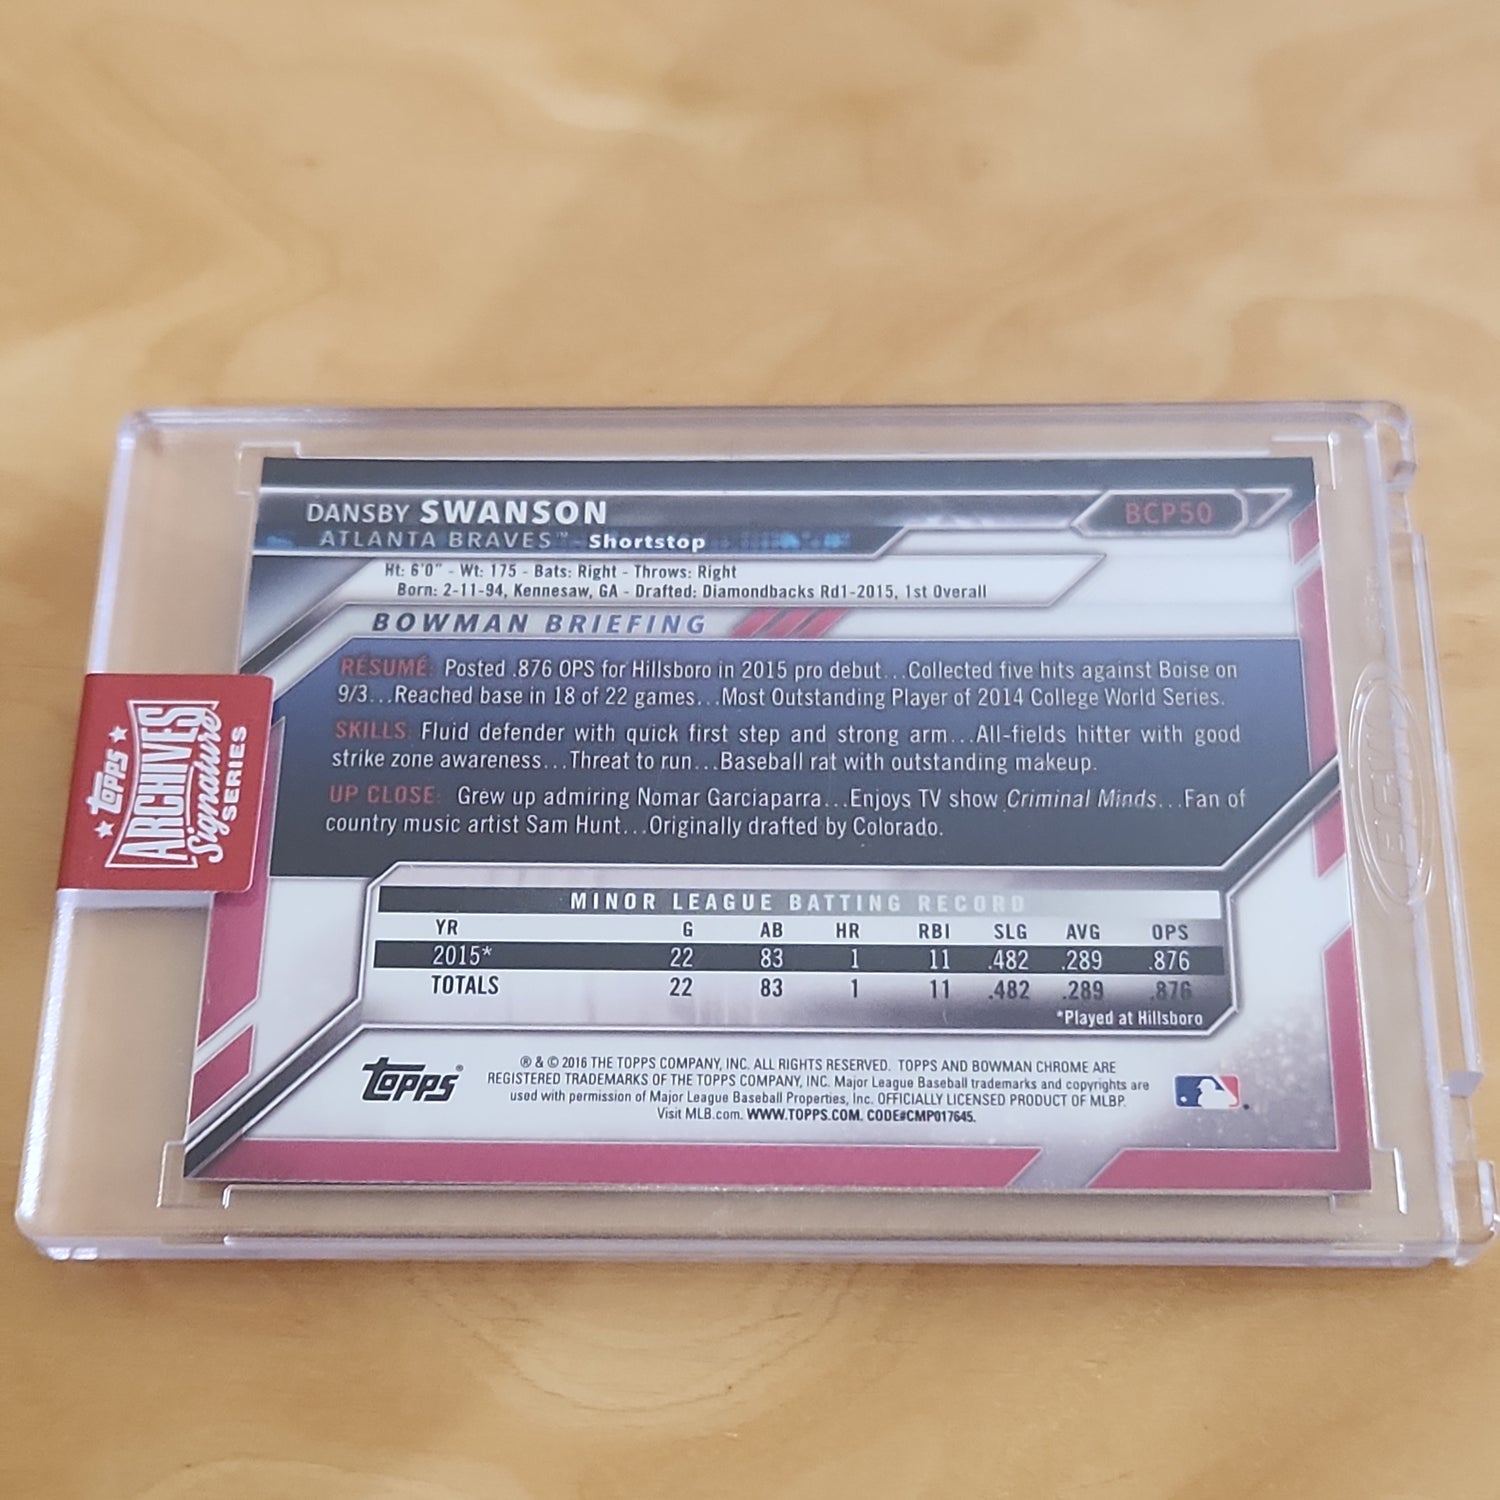 DANSBY SWANSON
BCP50
ATLANTA BRAVES™ - Shortstop
Ht: 6'0" - Wt: 175 - Bats: Right - Throws: Right
Born: 2-11-94, Kennesaw, GA - Drafted: Diamondbacks Rd1-2015, 1st Overall
BOWMAN BRIEFING
RÉSUMÉ: Posted .876 OPS for Hillsboro in 2015 pro debut...Collected five hits against Boise on
9/3...Reached base in 18 of 22 games...Most Outstanding Player of 2014 College World Series.
SKILLS: Fluid defender with quick first step and strong arm...All-fields hitter with good
strike zone awareness...Threat to run...Baseball rat with outstanding makeup.
UP CLOSE: Grew up admiring Nomar Garciaparra...Enjoys TV show Criminal Minds...Fan of
country music artist Sam Hunt...Originally drafted by Colorado.
MINOR LEAGUE BATTING RECORD
YR G AB HR RBI SLG AVG OPS
2015* 22 83 1 11 .482 .289 .876
TOTALS 22 83 1 11 .482 .289 .876
*Played at Hillsboro
Topps®
® & © 2016 THE TOPPS COMPANY, INC. ALL RIGHTS RESERVED. TOPPS AND BOWMAN CHROME ARE
REGISTERED TRADEMARKS OF THE TOPPS COMPANY, INC. Major League Baseball trademarks and copyrights are
used with permission of Major League Baseball Properties, Inc. OFFICIALLY LICENSED PRODUCT OF MLBP.
Visit MLB.com. WWW.TOPPS.COM. CODE#CMP017645.
Topps
ARCHIVES
Signature
SERIES